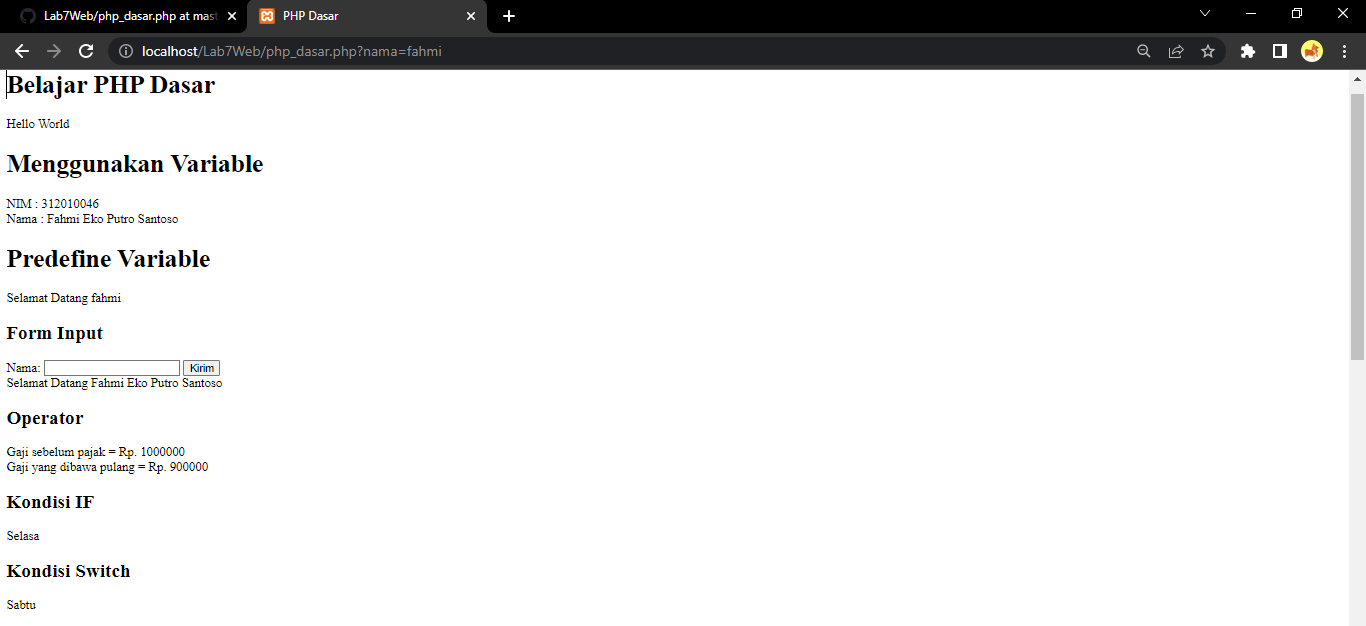 Lab7Web/php_dasar.php at mast
PHP Dasar
localhost/Lab7Web/php_dasar.php?nama=fahmi
Belajar PHP Dasar
Hello World
Menggunakan Variable
NIM : 312010046
Nama : Fahmi Eko Putro Santoso
Predefine Variable
Selamat Datang fahmi
Form Input
Nama: Kirim
Selamat Datang Fahmi Eko Putro Santoso
Operator
Gaji sebelum pajak = Rp. 1000000
Gaji yang dibawa pulang = Rp. 900000
Kondisi IF
Selasa
Kondisi Switch
Sabtu